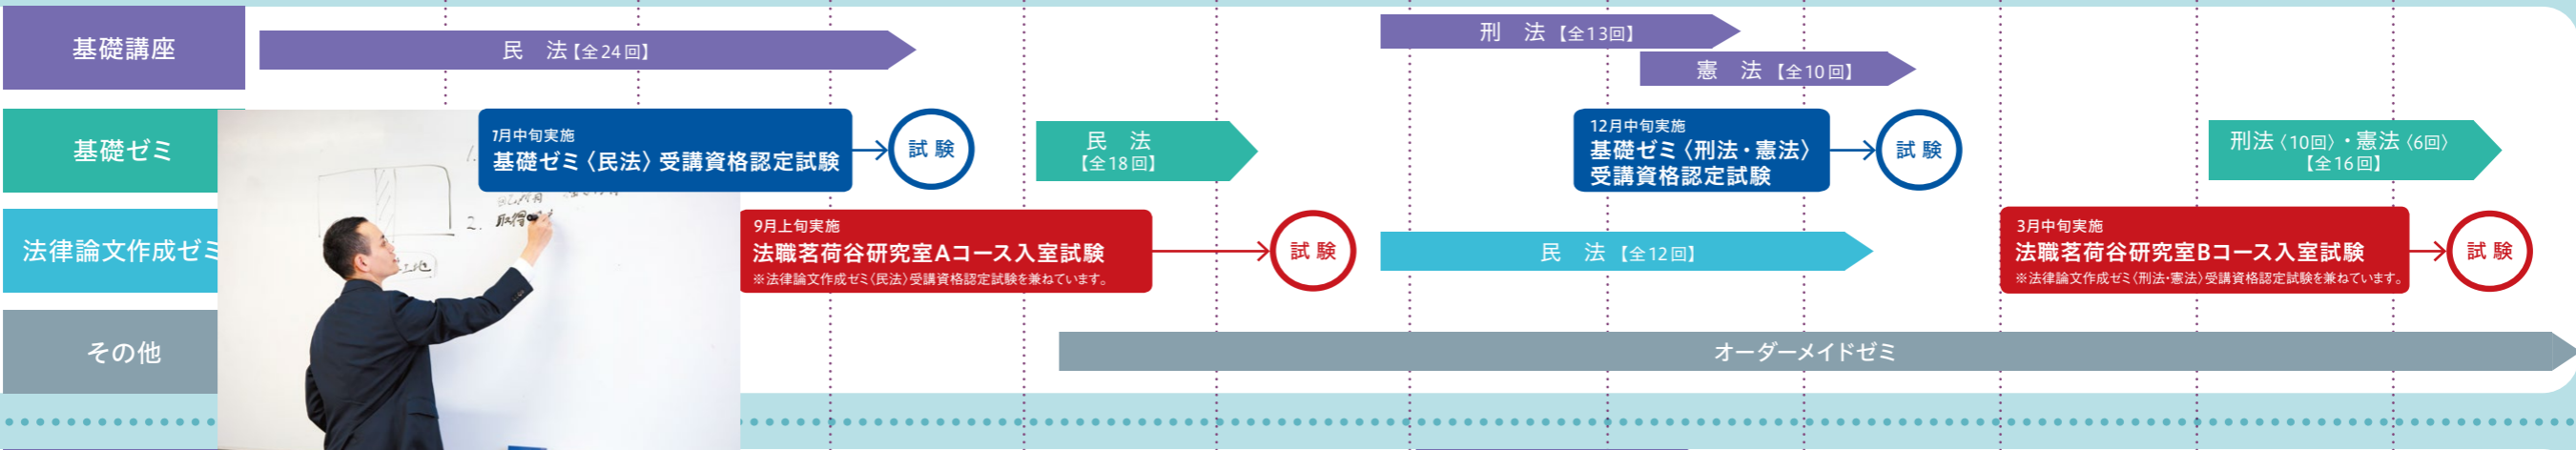 基礎講座
民 法【全24回】
刑 法【全13回】
憲 法【全10回】
基礎ゼミ
7月中旬実施
基礎ゼミ〈民法〉受講資格認定試験
試験
民 法
【全18回】
12月中旬実施
基礎ゼミ〈刑法・憲法〉
受講資格認定試験
試験
刑法〈10回〉・憲法〈6回〉
【全16回】
法律論文作成ゼミ
9月上旬実施
法職茗荷谷研究室Aコース入室試験
※法律論文作成ゼミ〈民法〉受講資格認定試験を兼ねています。
試験
民 法【全12回】
3月中旬実施
法職茗荷谷研究室Bコース入室試験
※法律論文作成ゼミ〈刑法・憲法〉受講資格認定試験を兼ねています。
試験
その他
オーダーメイドゼミ
1.
2. 取得